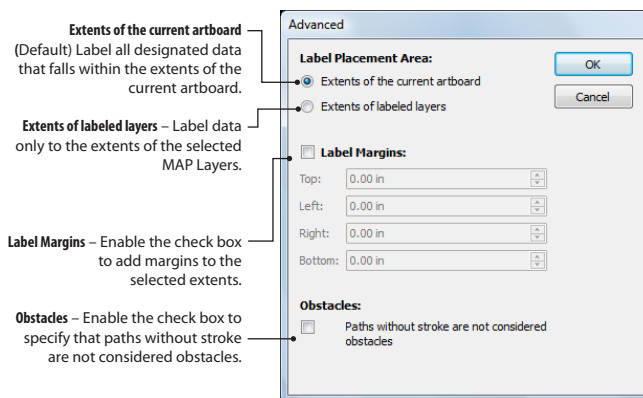 Extents of the current artboard
(Default) Label all designated data
that falls within the extents of the
current artboard.
Extents of labeled layers – Label data
only to the extents of the selected
MAP Layers.
Label Margins – Enable the check box
to add margins to the
selected extents.
Obstacles – Enable the check box to
specify that paths without stroke
are not considered obstacles.
Advanced
Label Placement Area:
Extents of the current artboard
Extents of labeled layers
OK
Cancel
Label Margins:
Top: 0.00 in
Left: 0.00 in
Right: 0.00 in
Bottom: 0.00 in
Obstacles:
Paths without stroke are not considered
obstacles